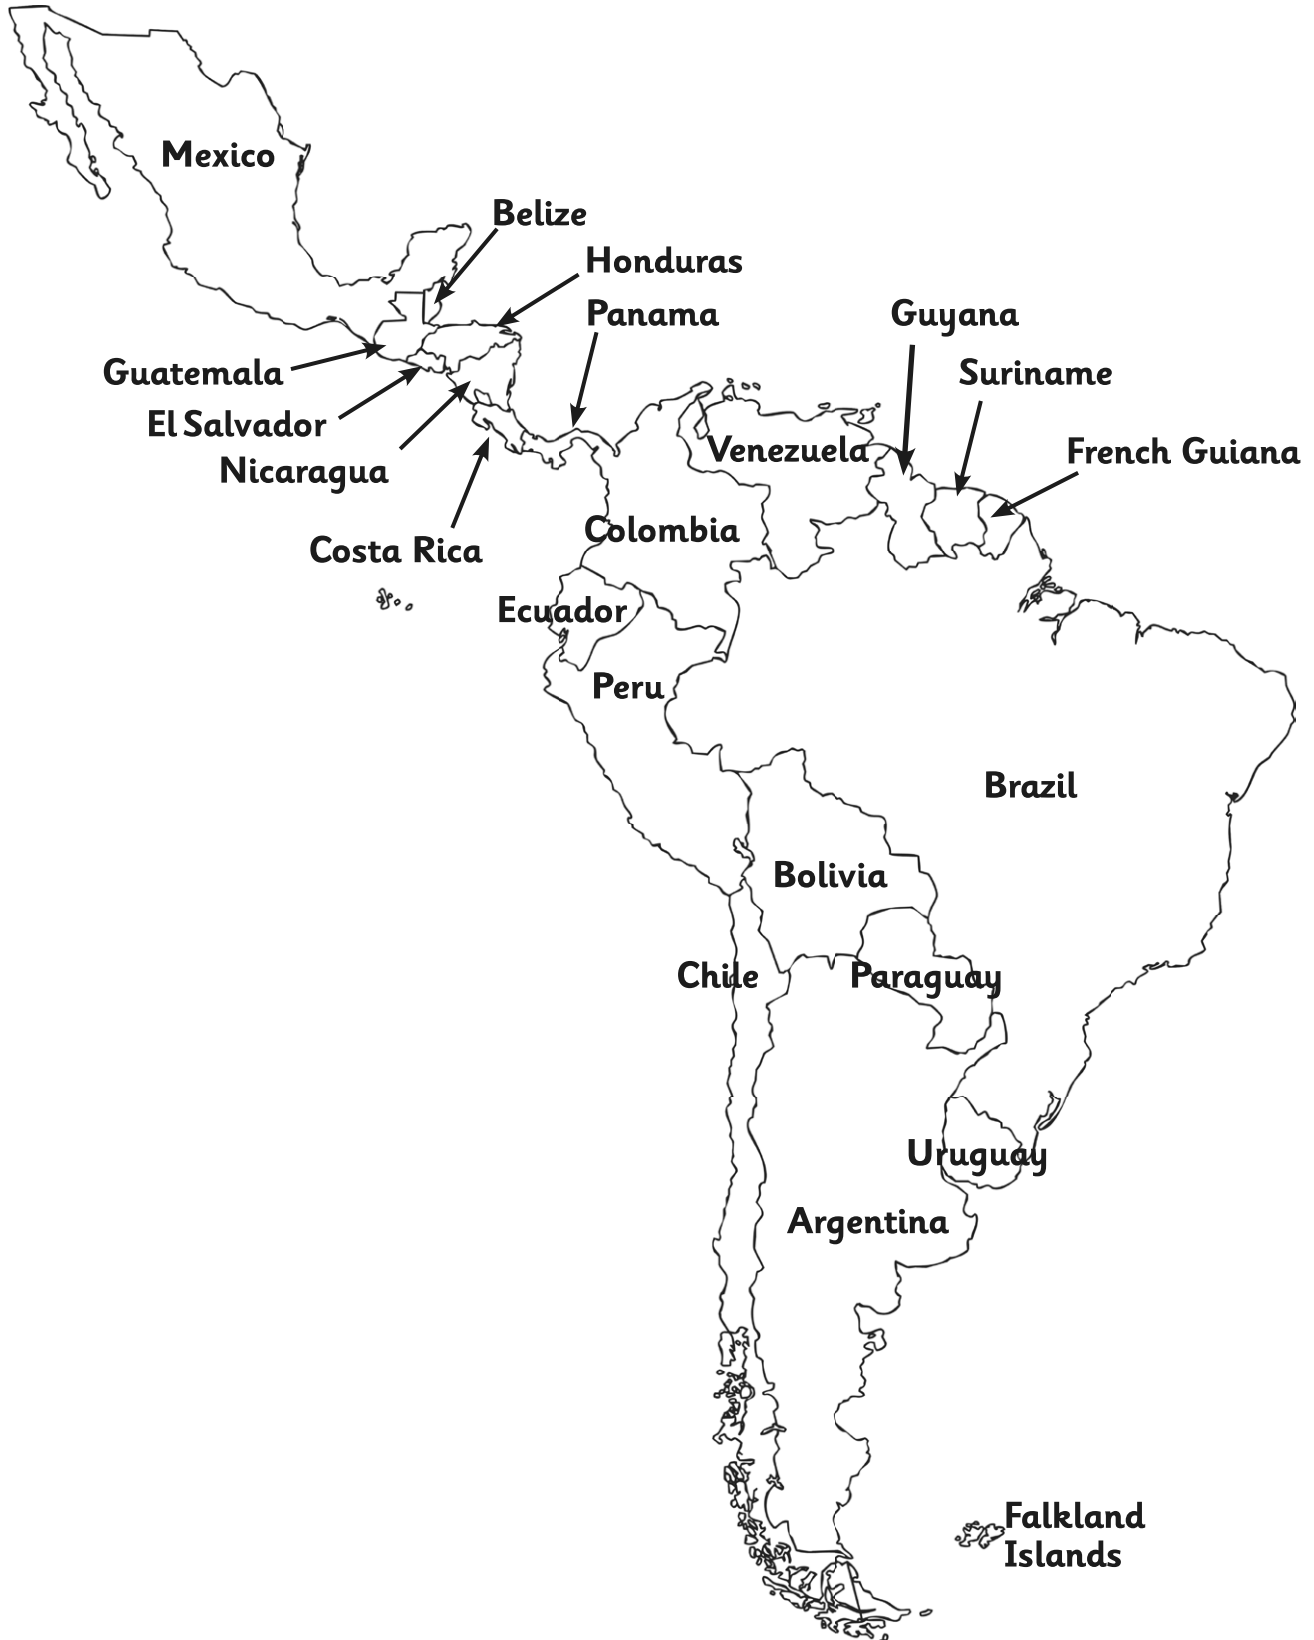 Mexico
Belize
Honduras
Panama
Guyana
Suriname
Guatemala
El Salvador
Nicaragua
Venezuela
French Guiana
Costa Rica
Colombia
Ecuador
Peru
Brazil
Bolivia
Chile
Paraguay
Uruguay
Argentina
Falkland
Islands